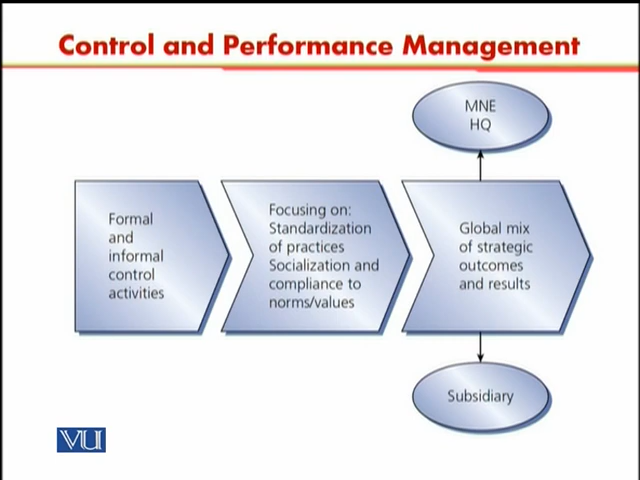 Control and Performance Management
MNE
HQ
Formal
and
informal
control
activities
Focusing on:
Standardization
of practices
Socialization and
compliance to
norms/values
Global mix
of strategic
outcomes
and results
Subsidiary
VU